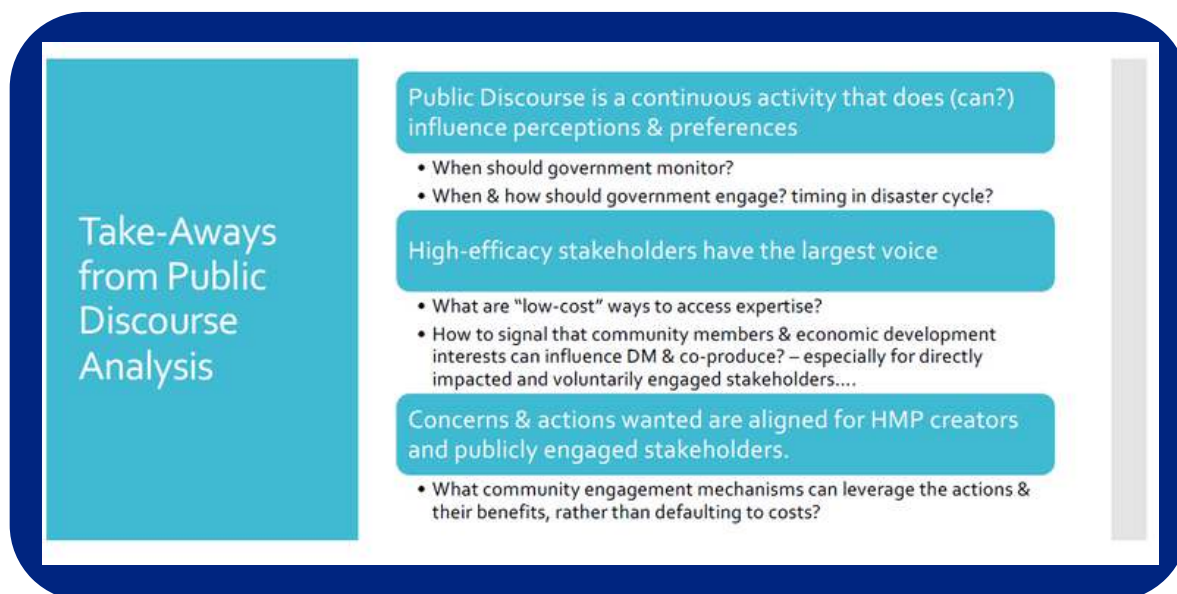 Take-Aways
from Public
Discourse
Analysis
Public Discourse is a continuous activity that does (can?)
influence perceptions & preferences
• When should government monitor?
• When & how should government engage? timing in disaster cycle?
High-efficacy stakeholders have the largest voice
• What are “low-cost” ways to access expertise?
• How to signal that community members & economic development
interests can influence DM & co-produce? – especially for directly
impacted and voluntarily engaged stakeholders....
Concerns & actions wanted are aligned for HMP creators
and publicly engaged stakeholders.
• What community engagement mechanisms can leverage the actions &
their benefits, rather than defaulting to costs?